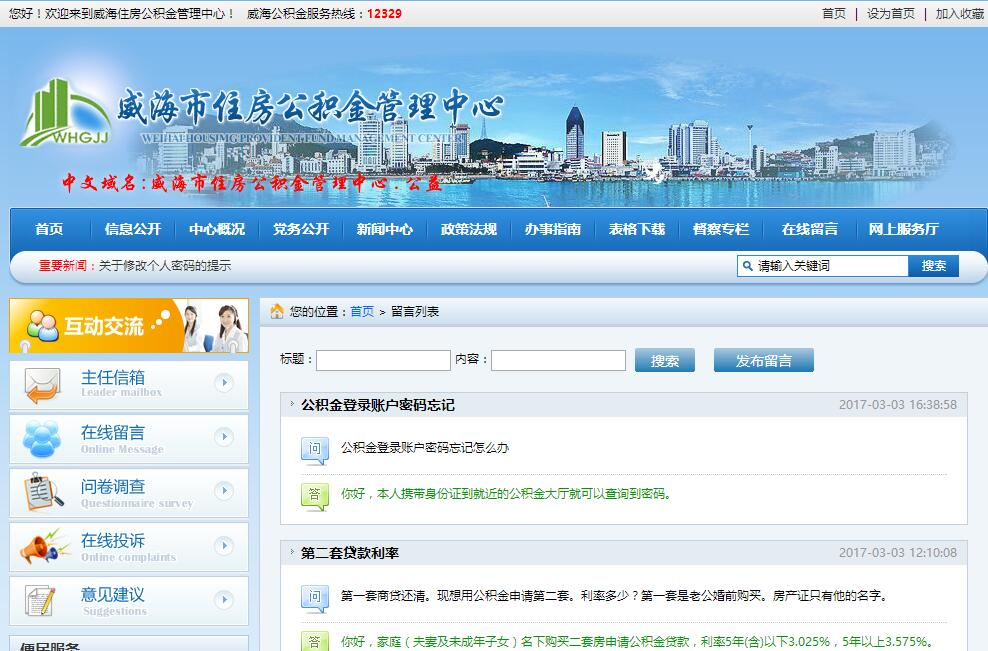 您好！欢迎来到威海住房公积金管理中心！ 威海公积金服务热线：12329
首页 | 设为首页 | 加入收藏
WHGJJ
威海市住房公积金管理中心
WEIHAI HOUSIMG PROVIDENT FUND MANAGEMENT CENTER
中文域名：威海市住房公积金管理中心.公益
首页 信息公开 中心概况 党务公开 新闻中心 政策法规 办事指南 表格下载 督察专栏 在线留言 网上服务厅
重要新闻：关于修改个人密码的提示
请输入关键词 搜索
互动交流
主任信箱
Leader mailbox
在线留言
Online Message
问卷调查
Questionnaire survey
在线投诉
Online complaints
意见建议
Suggestions
便民服务
您的位置：首页 > 留言列表
标题： 内容： 搜索 发布留言
公积金登录账户密码忘记 2017-03-03 16:38:58
问 公积金登录账户密码忘记怎么办
答 你好，本人携带身份证到就近的公积金大厅就可以查询到密码。
第二套贷款利率 2017-03-03 12:10:08
问 第一套商贷还清。现想用公积金申请第二套。利率多少？第一套是老公婚前购买。房产证只有他的名字。
答 你好，家庭（夫妻及未成年子女）名下购买二套房申请公积金贷款，利率5年(含)以下3.025%，5年以上3.575%。